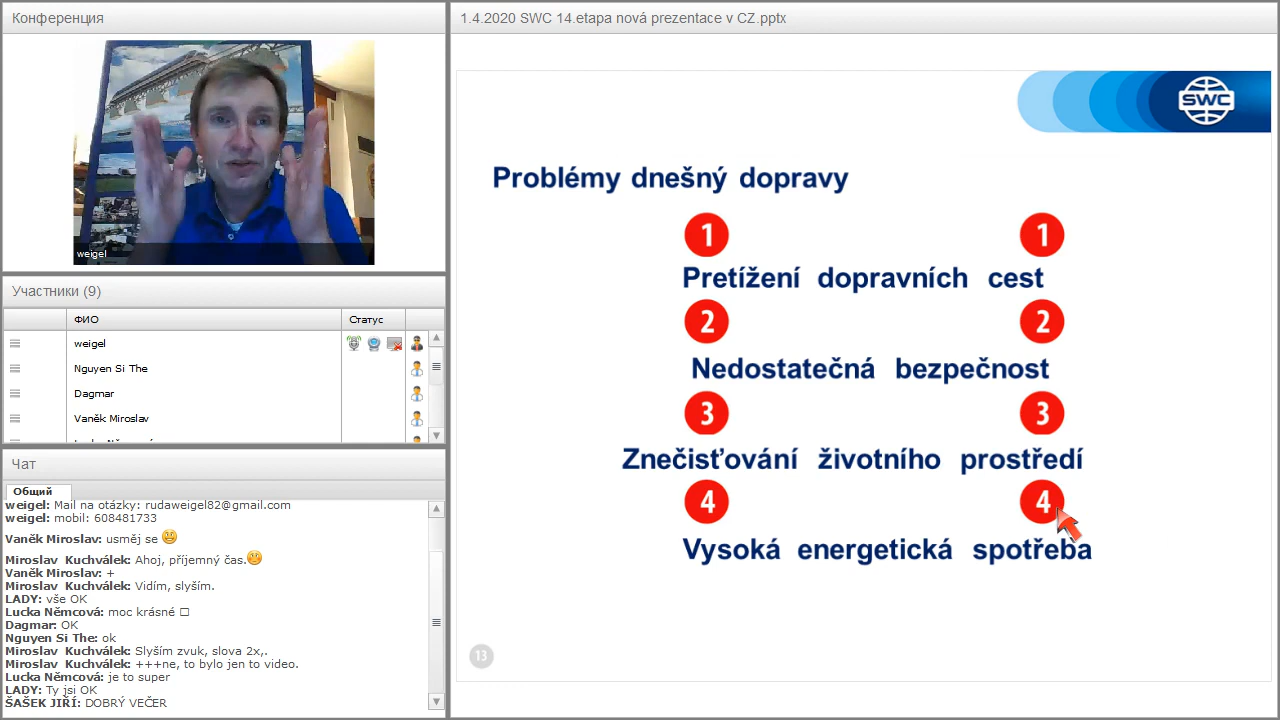 Конференция
weigel
Участники (9)
ФИО Статус
weigel
Nguyen Si The
Dagmar
Vaněk Miroslav
Чат
Общий
weigel: Mail na otázky: rudaweigel82@gmail.com
weigel: mobil: 608481733
Vaněk Miroslav: usměj se
Miroslav Kuchválek: Ahoj, příjemný čas.
Vaněk Miroslav: +
Miroslav Kuchválek: Vidím, slyším.
LADY: vše OK
Lucka Němcová: moc krásné □
Dagmar: OK
Nguyen Si The: ok
Miroslav Kuchválek: Slyším zvuk, slova 2x,.
Miroslav Kuchválek: +++ne, to bylo jen to video.
Lucka Němcová: je to super
LADY: Ty jsi OK
ŠAŠEK JIŘÍ: DOBRÝ VEČER
1.4.2020 SWC 14.etapa nová prezentace v CZ.pptx
SWC
Problémy dnešný dopravy
1 1
Pretížení dopravních cest
2 2
Nedostatečná bezpečnost
3 3
Znečisťování životního prostředí
4 4
Vysoká energetická spotřeba
13